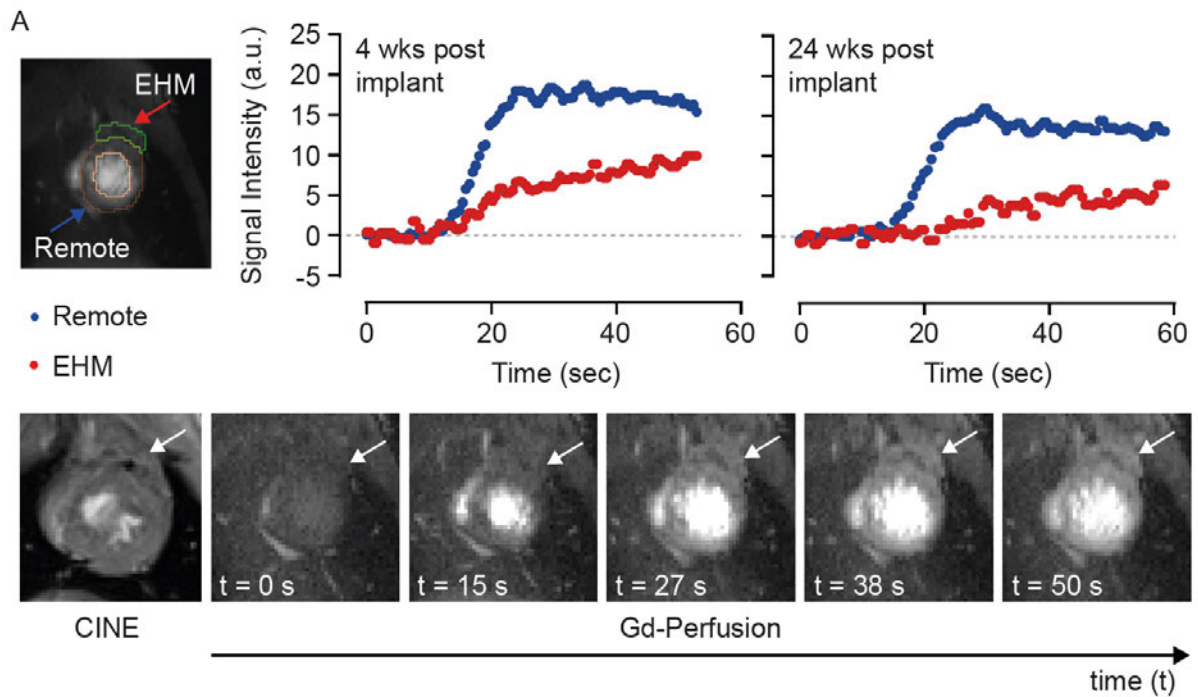 A
EHM
Remote
Remote
EHM
Signal Intensity (a.u.)
25
20
15
10
5
0
-5
4 wks post
implant
0
20
40
60
Time (sec)
24 wks post
implant
0
20
40
60
Time (sec)
t = 0 s
t = 15 s
t = 27 s
t = 38 s
t = 50 s
CINE
Gd-Perfusion
time (t)